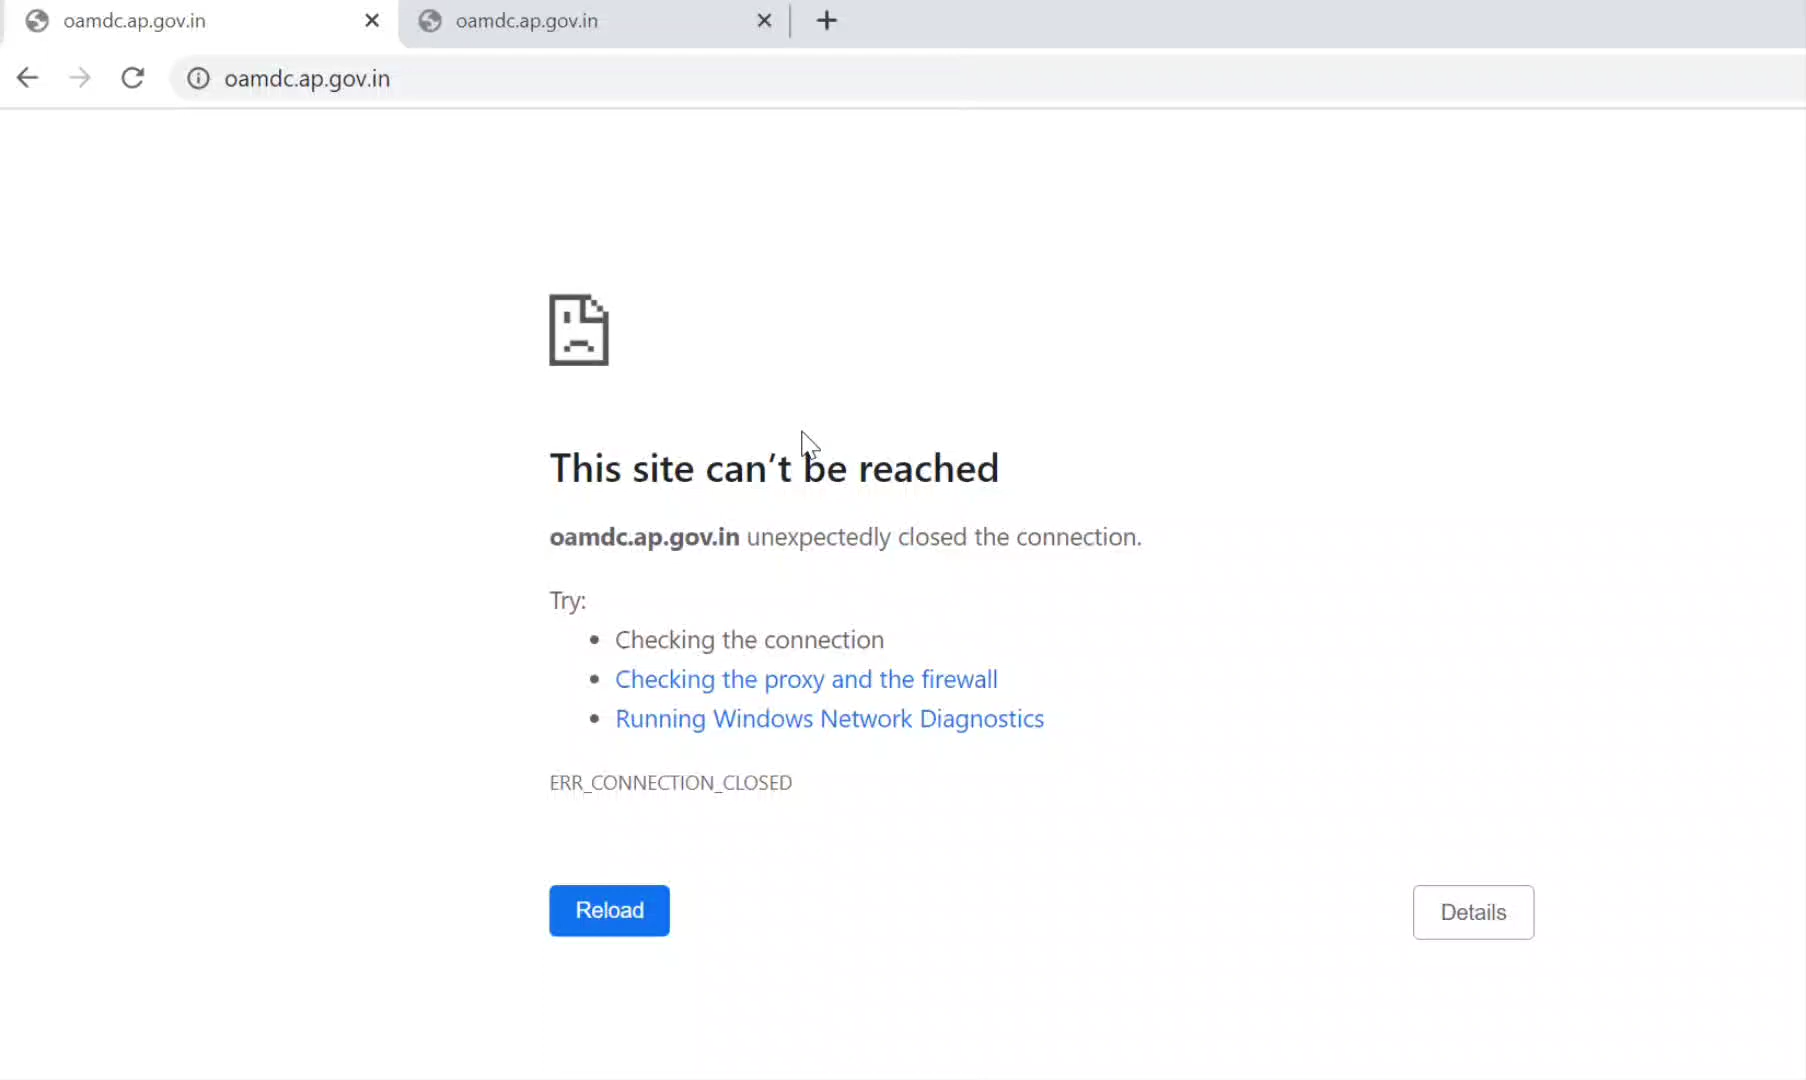 oamdc.ap.gov.in
oamdc.ap.gov.in
oamdc.ap.gov.in
This site can’t be reached
oamdc.ap.gov.in unexpectedly closed the connection.
Try:
• Checking the connection
• Checking the proxy and the firewall
• Running Windows Network Diagnostics
ERR_CONNECTION_CLOSED
Reload
Details